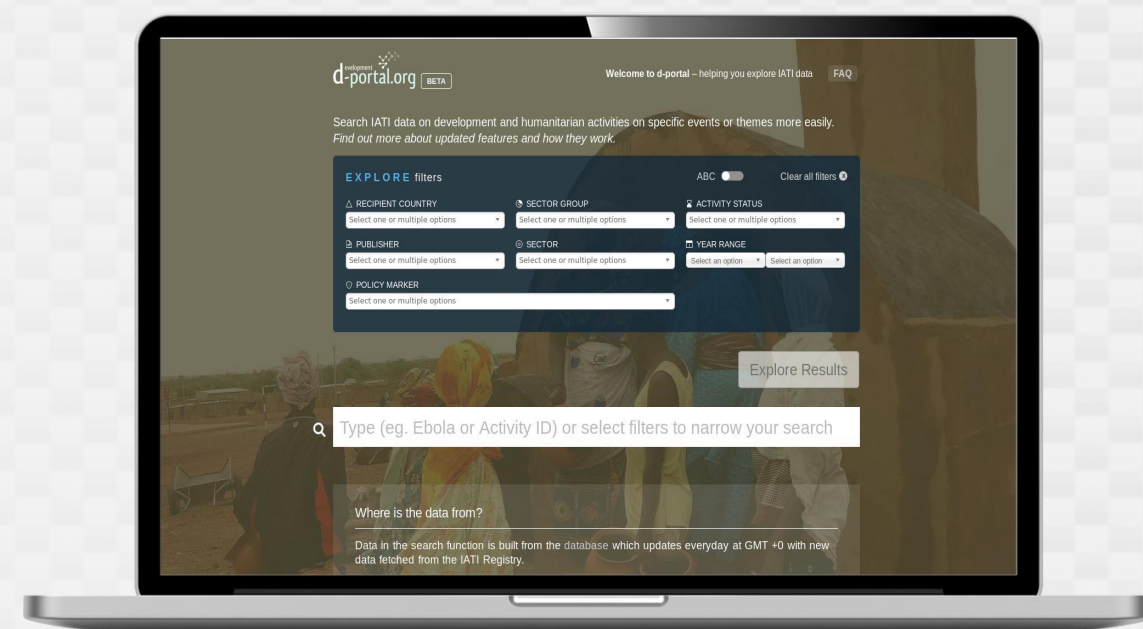 development
d-portal.org BETA
Welcome to d-portal – helping you explore IATI data FAQ
Search IATI data on development and humanitarian activities on specific events or themes more easily.
Find out more about updated features and how they work.
EXPLORE filters
ABC
Clear all filters x
RECIPIENT COUNTRY
Select one or multiple options
SECTOR GROUP
Select one or multiple options
ACTIVITY STATUS
Select one or multiple options
PUBLISHER
Select one or multiple options
SECTOR
Select one or multiple options
YEAR RANGE
Select an option
Select an option
POLICY MARKER
Select one or multiple options
Explore Results
Type (eg. Ebola or Activity ID) or select filters to narrow your search
Where is the data from?
Data in the search function is built from the database which updates everyday at GMT +0 with new
data fetched from the IATI Registry.